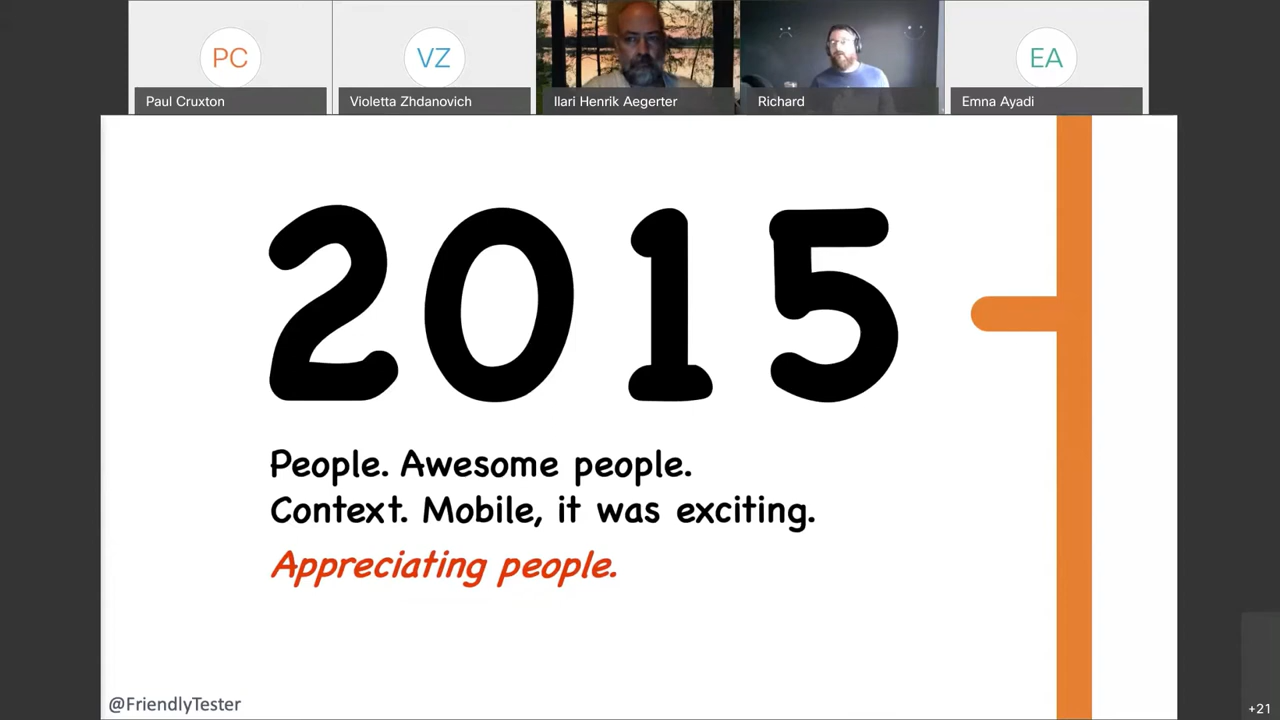 PC
VZ
EA
Paul Cruxton
Violetta Zhdanovich
Ilari Henrik Aegerter
Richard
Emna Ayadi
2015
People. Awesome people.
Context. Mobile, it was exciting.
Appreciating people.
@FriendlyTester
+21